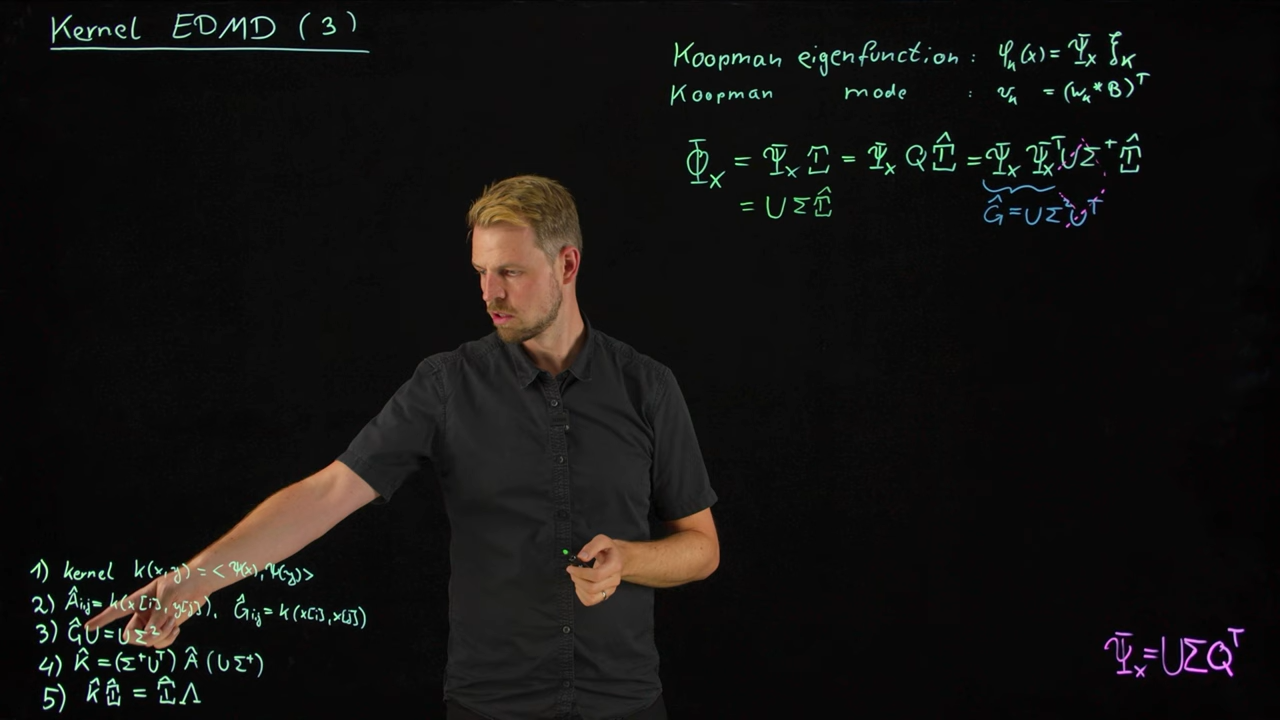 Kernel EDMD (3)
Koopman eigenfunction : φₖ(x) = Ψₓ ξₖ
Koopman mode : vₖ = (wₖ* B)ᵀ
Φₓ = Ψₓ Ξ = Ψₓ Q Ξ̂ = Ψₓ Ψₓᵀ U Σ⁺ Ξ̂
= U Σ Ξ̂
Ĝ = U Σ² Uᵀ
1) kernel k(x,y) = <Ψ(x), Ψ(y)>
2) Âᵢⱼ = k(x[i], y[j]), Ĝᵢⱼ = k(x[i], x[j])
3) ĜU = UΣ²
4) K̂ = (Σ⁺Uᵀ) Â (UΣ⁺)
5) K̂ Ξ̂ = Ξ̂ Λ
Ψₓ = UΣQᵀ